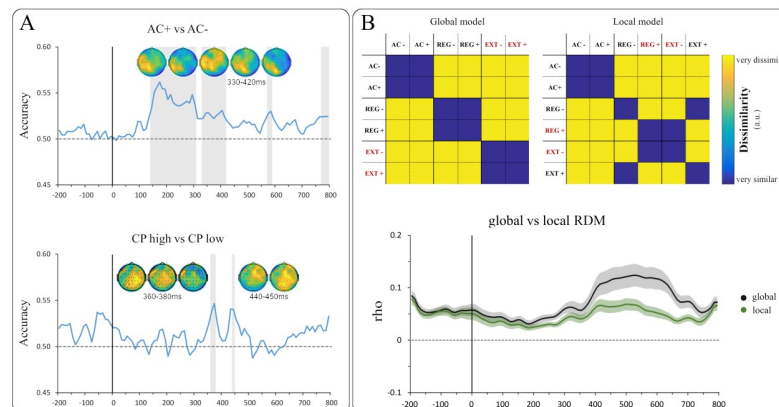 A
AC+ vs AC-
0.60
0.55
0.50
0.45
Accuracy
330-420ms
-200 -100 0 100 200 300 400 500 600 700 800
CP high vs CP low
0.60
0.55
0.50
0.45
Accuracy
360-380ms
440-450ms
-200 -100 0 100 200 300 400 500 600 700 800
B
Global model
AC - AC + REG - REG + EXT - EXT +
AC-
AC+
REG -
REG +
EXT -
EXT +
Local model
AC - AC + REG - REG + EXT - EXT +
AC-
AC+
REG -
REG +
EXT -
EXT +
very dissimi
Dissimilarity
(a.u.)
very similar
global vs local RDM
0.2
0.1
0
-0.1
rho
global
local
-200 -100 0 100 200 300 400 500 600 700 800